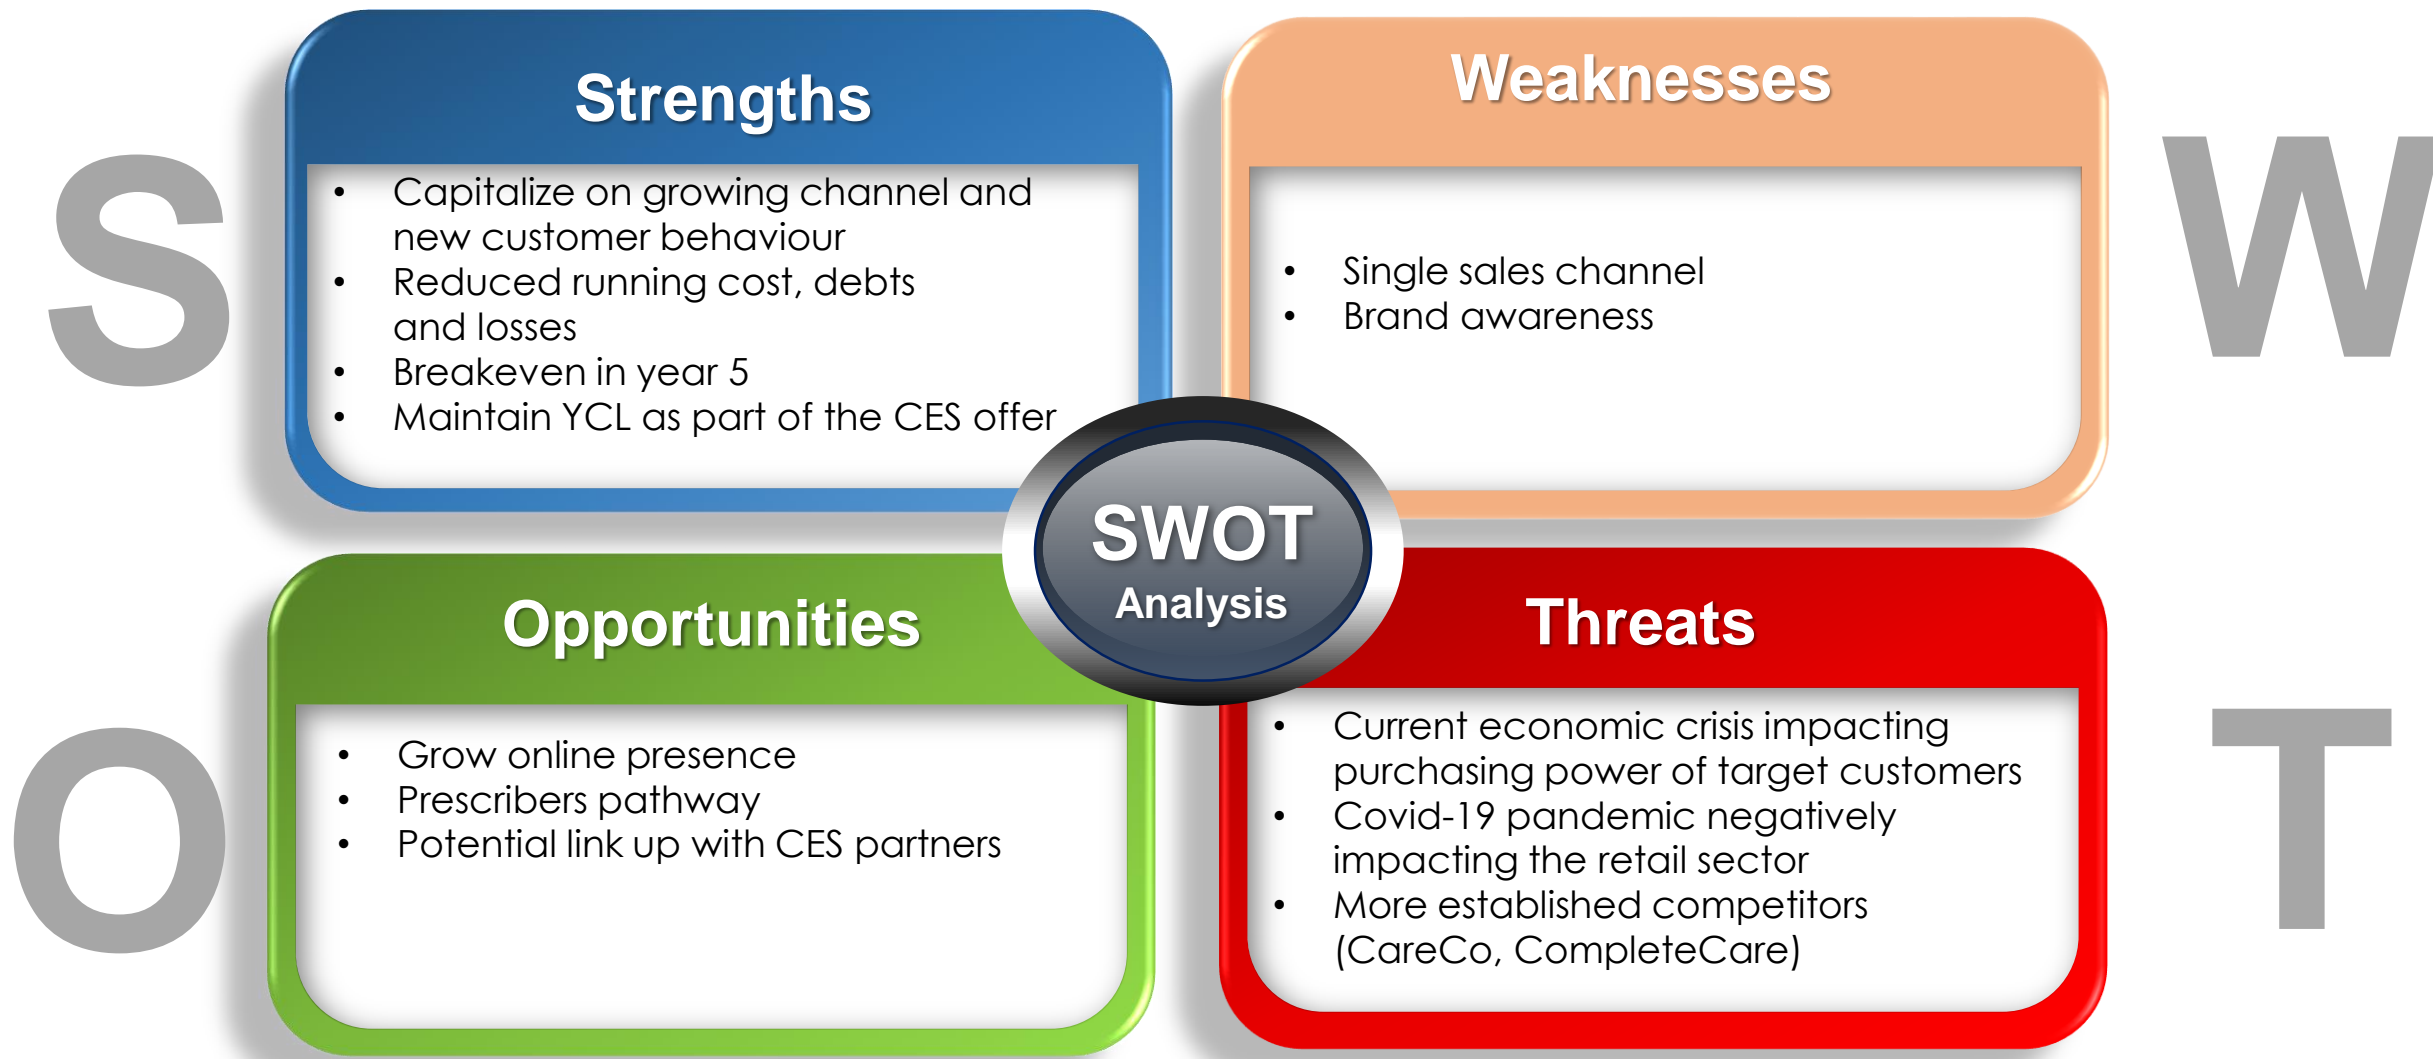 S
Strengths
• Capitalize on growing channel and
new customer behaviour
• Reduced running cost, debts
and losses
• Breakeven in year 5
• Maintain YCL as part of the CES offer
Weaknesses
• Single sales channel
• Brand awareness
W
SWOT
Analysis
O
Opportunities
• Grow online presence
• Prescribers pathway
• Potential link up with CES partners
Threats
• Current economic crisis impacting
purchasing power of target customers
• Covid-19 pandemic negatively
impacting the retail sector
• More established competitors
(CareCo, CompleteCare)
T